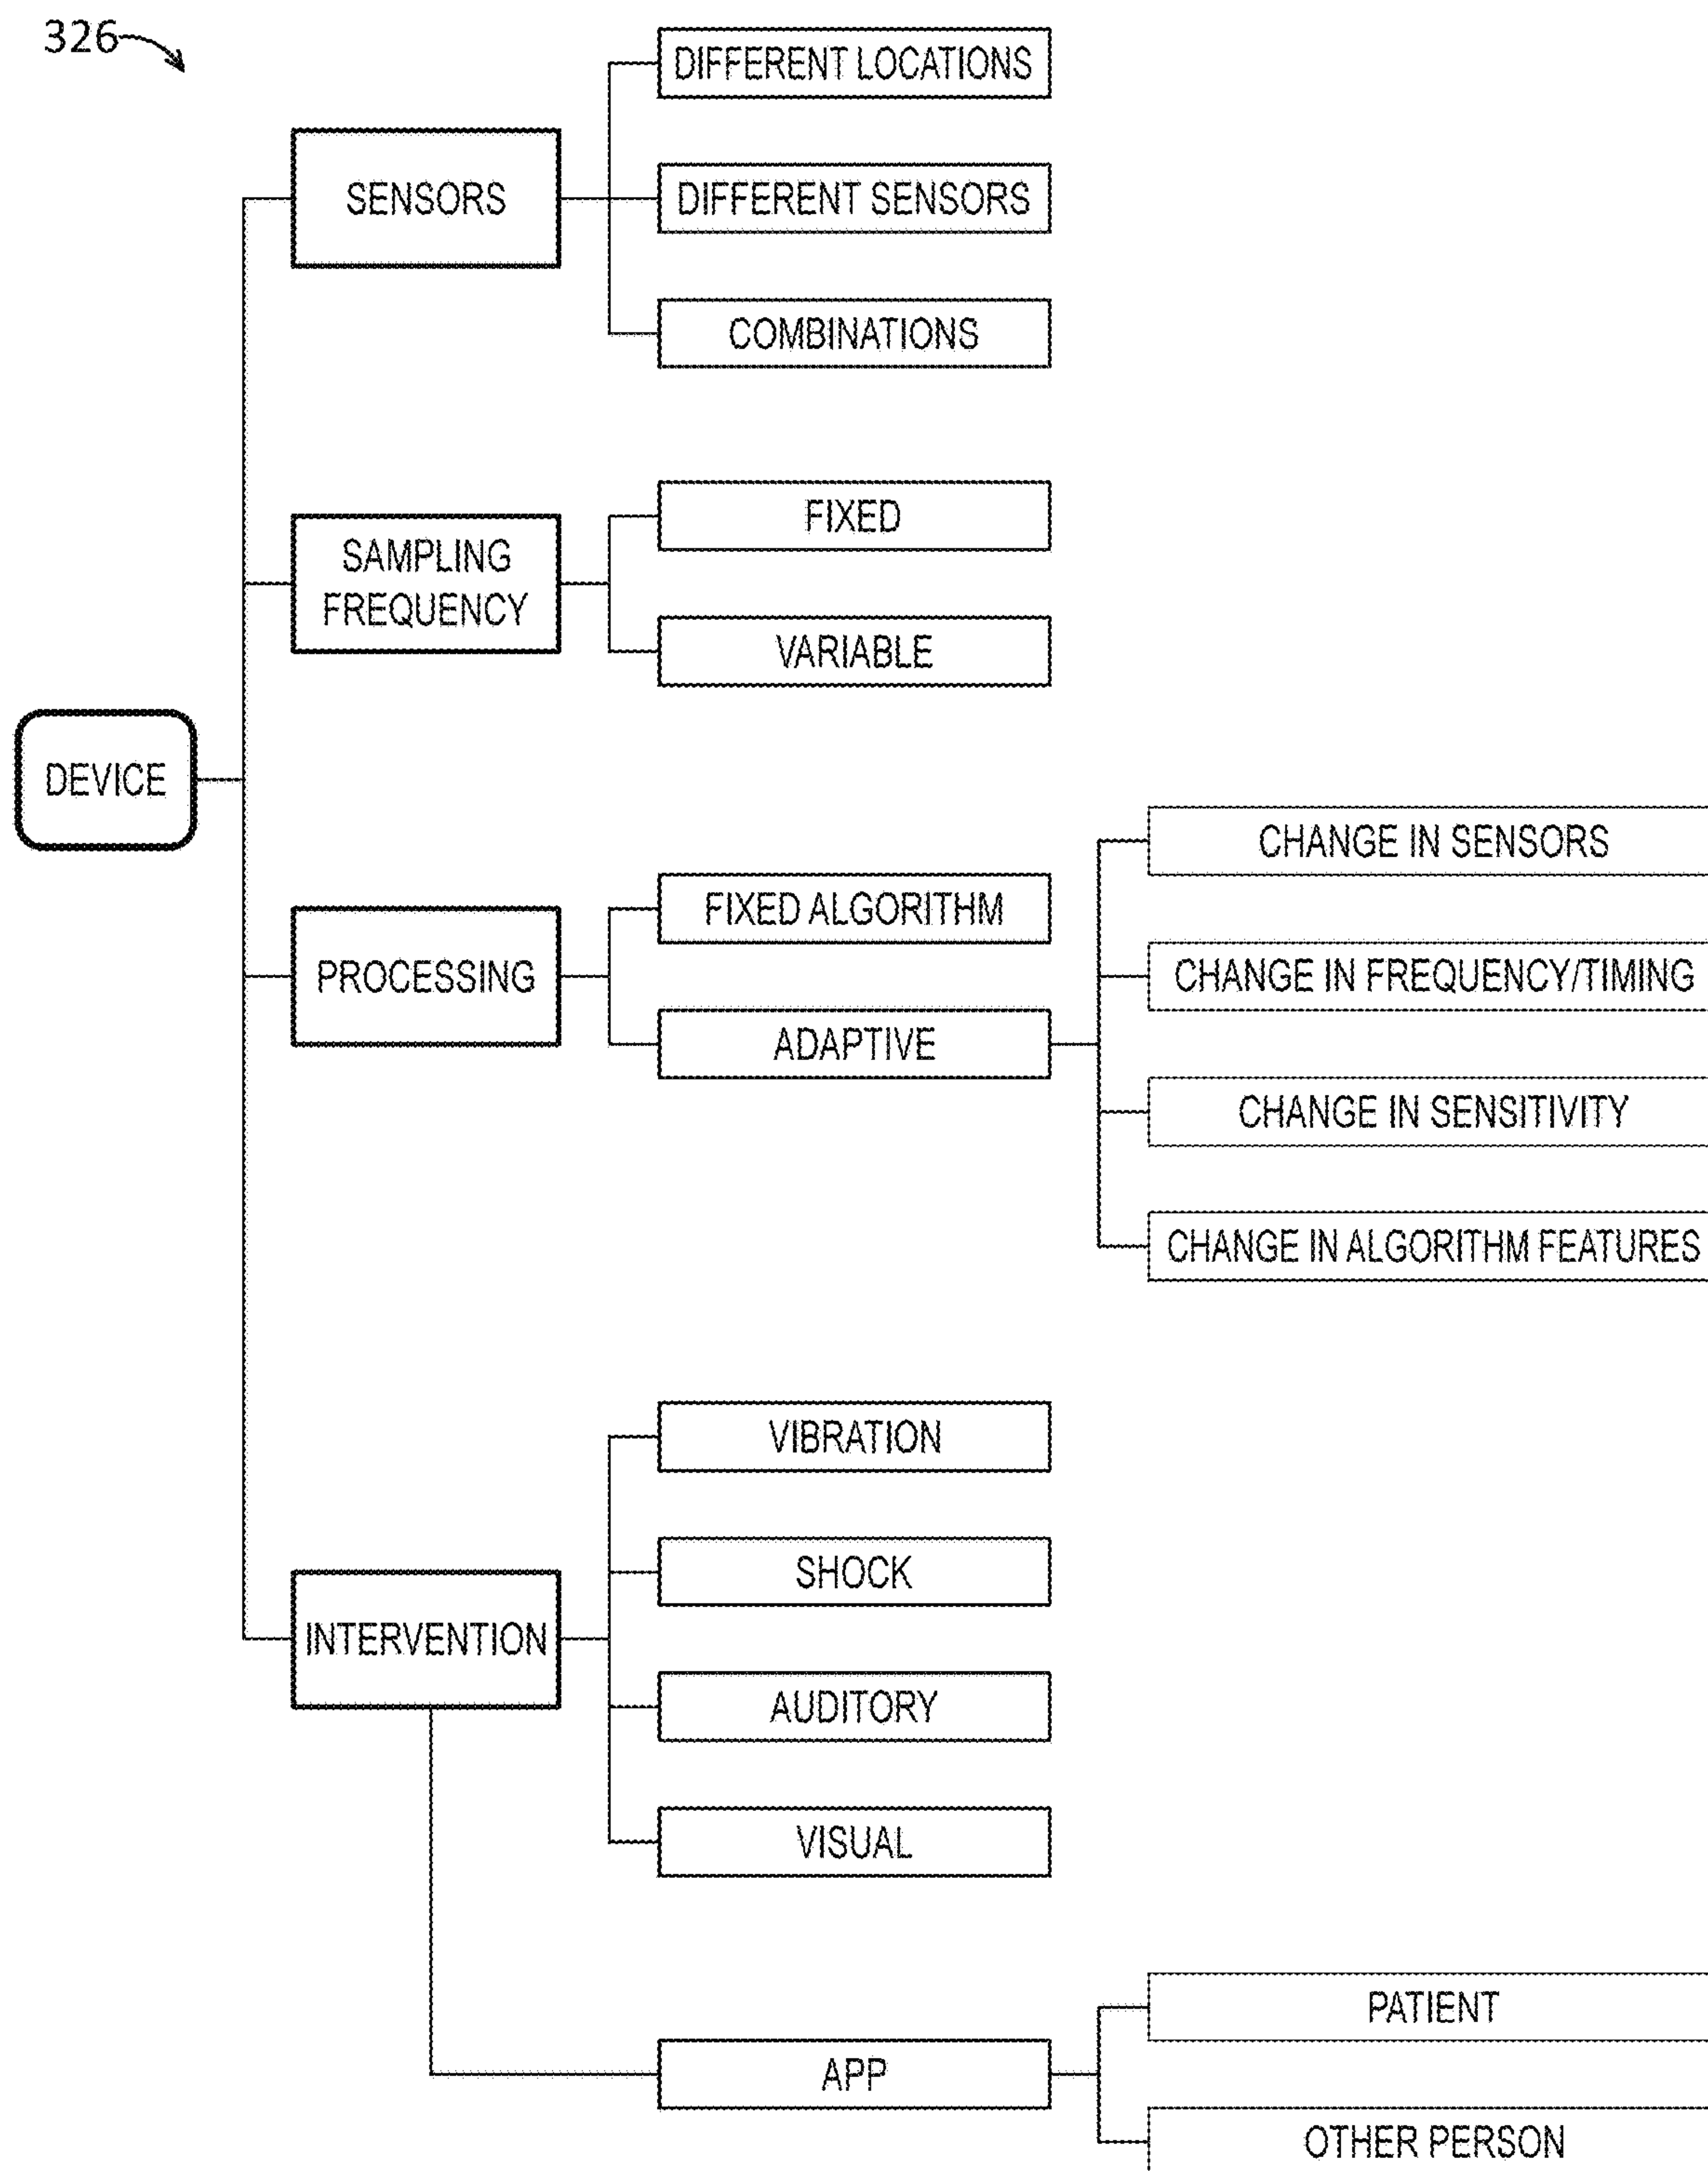 326
DIFFERENT LOCATIONS
SENSORS
DIFFERENT SENSORS
COMBINATIONS
FIXED
SAMPLING
FREQUENCY
VARIABLE
DEVICE
CHANGE IN SENSORS
FIXED ALGORITHM
PROCESSING
CHANGE IN FREQUENCY/TIMING
ADAPTIVE
CHANGE IN SENSITIVITY
CHANGE IN ALGORITHM FEATURES
VIBRATION
SHOCK
INTERVENTION
AUDITORY
VISUAL
PATIENT
APP
OTHER PERSON